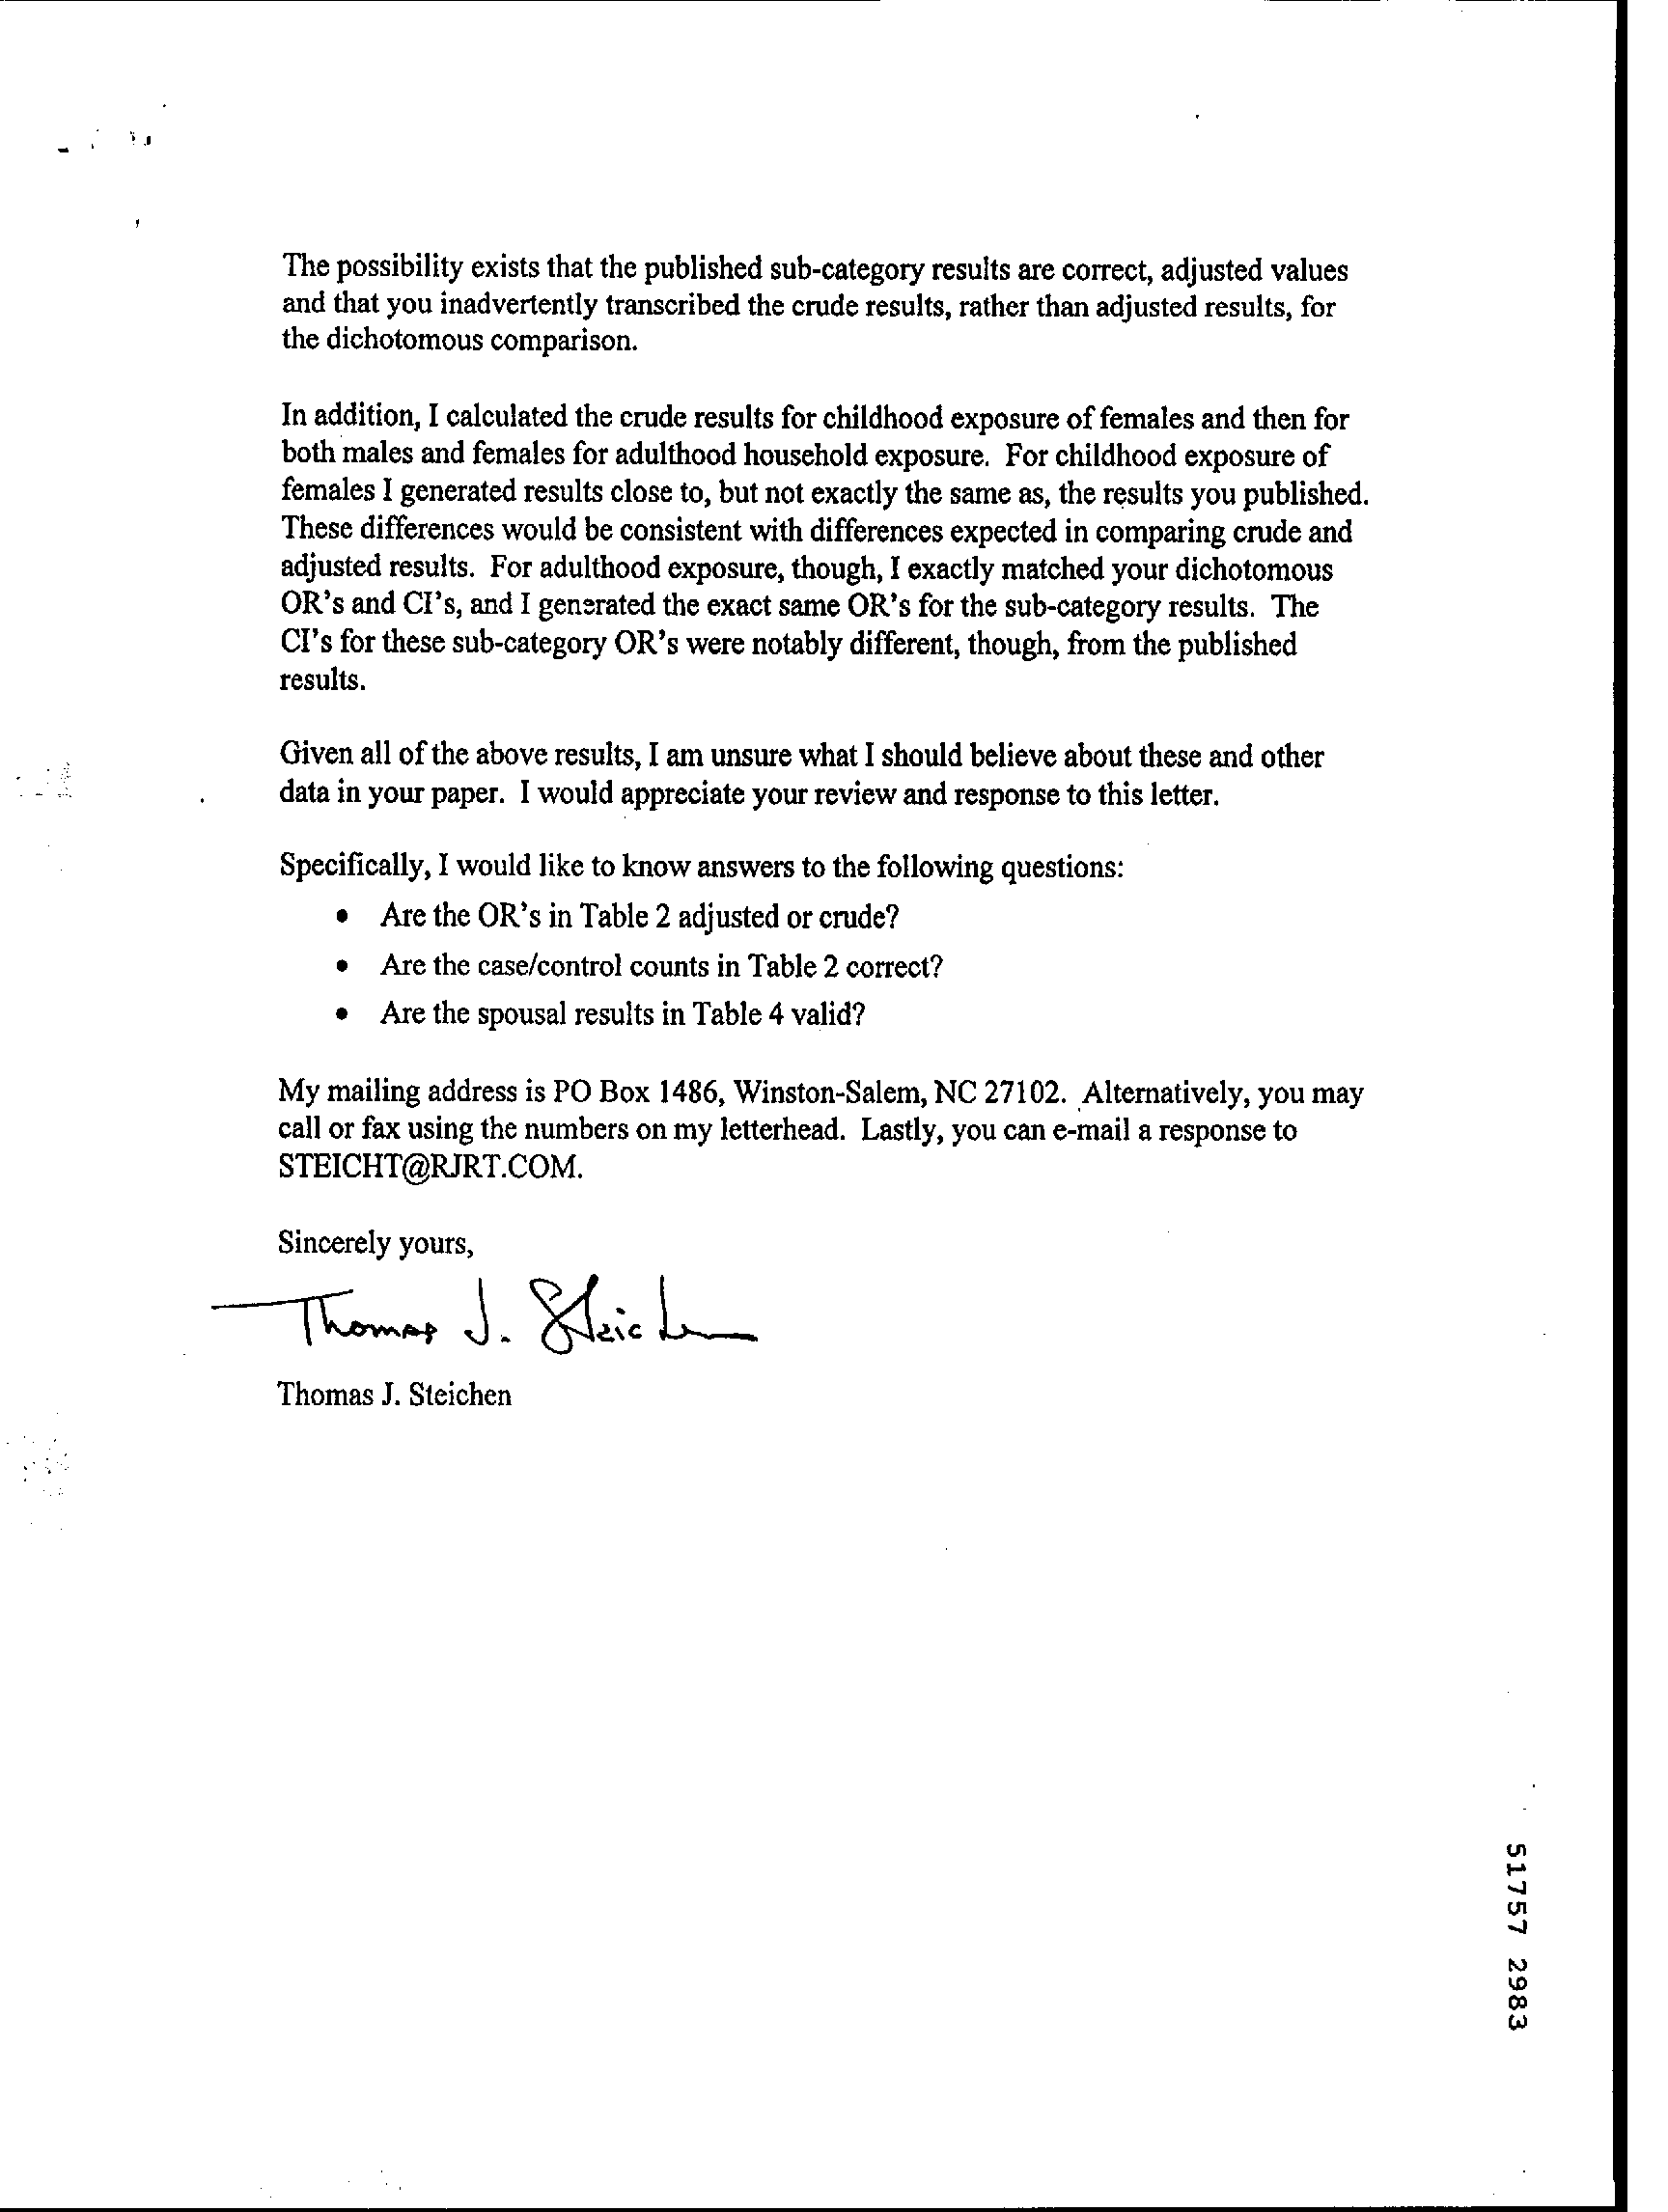 The possibility exists that the published sub-category results are correct, adjusted values
and that you inadvertently transcribed the crude results, rather than adjusted results, for
the dichotomous comparison.
In addition, I calculated the crude results for childhood exposure of females and then for
both males and females for adulthood household exposure. For childhood exposure of
females I generated results close to, but not exactly the same as, the results you published.
These differences would be consistent with differences expected in comparing crude and
adjusted results. For adulthood exposure, though, I exactly matched your dichotomous
OR's and CI's, and I generated the exact same OR's for the sub-category results. The
CI's for these sub-category OR's were notably different, though, from the published
results.
Given all of the above results, I am unsure what I should believe about these and other
data in your paper. I would appreciate your review and response to this letter.
Specifically, I would like to know answers to the following questions:
• Are the OR's in Table 2 adjusted or crude?
• Are the case/control counts in Table 2 correct?
• Are the spousal results in Table 4 valid?
My mailing address is PO Box 1486, Winston-Salem, NC 27102. Alternatively, you may
call or fax using the numbers on my letterhead. Lastly, you can e-mail a response to
STEICHT@RJRT.COM.
Sincerely yours,
Thomas J. Steichen
Thomas J. Steichen
51757 2983